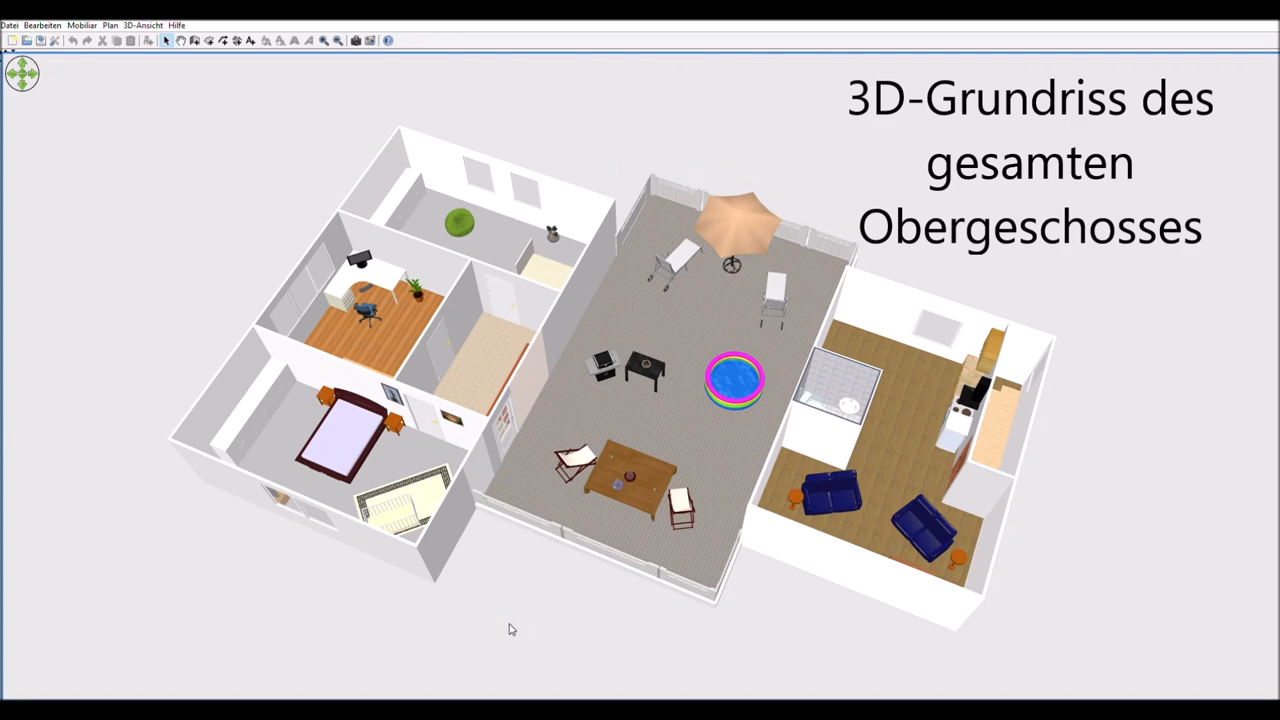 Datei Bearbeiten Mobiliar Plan 3D-Ansicht Hilfe
3D-Grundriss des
gesamten
Obergeschosses